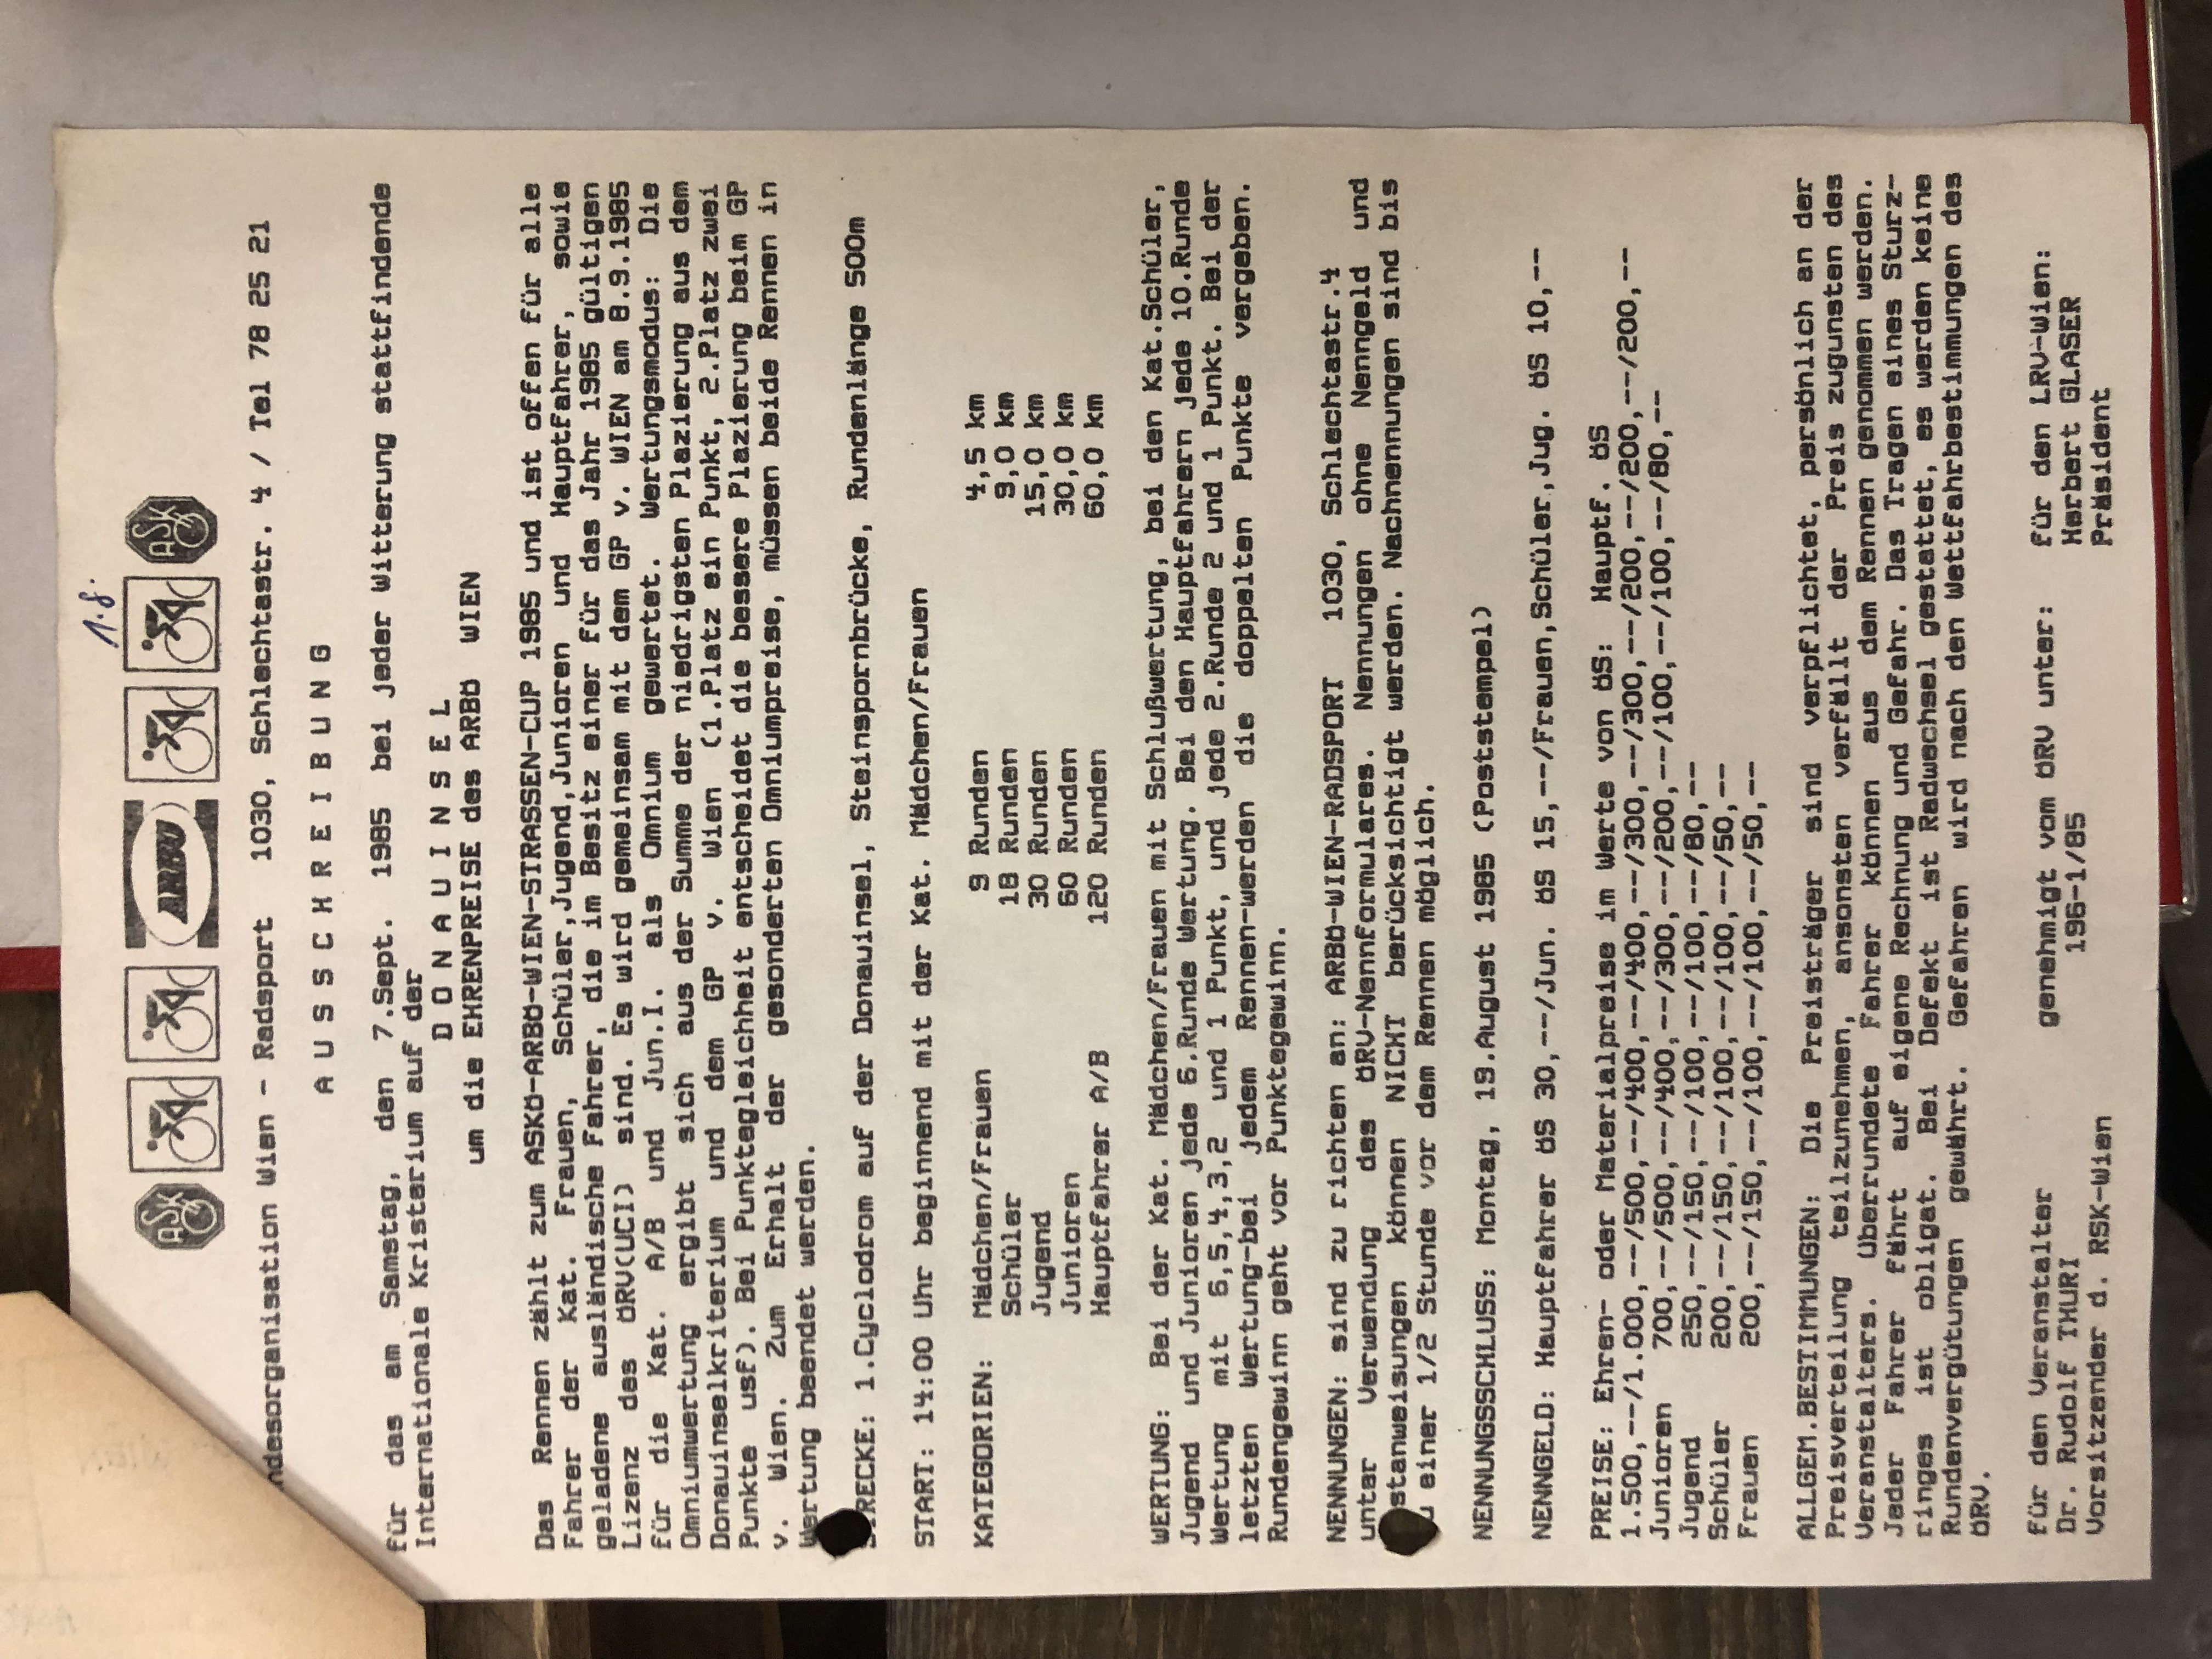 1.8.
ASKÖ ARBÖ ASKÖ
ndesorganisation Wien - Radsport 1030, Schlechtastr. 4 / Tel 78 25 21
AUSSCHREIBUNG
für das am Samstag, den 7.Sept. 1985 bei jeder Witterung stattfindende
Internationale Kristerium auf der
DONAUINSEL
um die EHRENPREISE des ARBÖ WIEN
Das Rennen zählt zum ASKÖ-ARBÖ-WIEN-STRASSEN-CUP 1985 und ist offen für alle
Fahrer der Kat. Frauen, Schüler,Jugend,Junioren und Hauptfahrer, sowie
geladene ausländische Fahrer, die im Besitz einer für das Jahr 1985 gültigen
Lizenz des ÖRV(UCI) sind. Es wird gemeinsam mit dem GP v. WIEN am 8.9.1985
für die Kat. A/B und Jun.I. als Omnium gewertet. Wertungsmodus: Die
Omniumwertung ergibt sich aus der Summe der niedrigsten Plazierung aus dem
Donauinselkriterium und dem GP v. Wien (1.Platz ein Punkt, 2.Platz zwei
Punkte usf). Bei Punktegleichheit entscheidet die bessere Plazierung beim GP
v. Wien. Zum Erhalt der gesonderten Omniumpreise, müssen beide Rennen in
Wertung beendet werden.
STRECKE: 1.Cyclodrom auf der Donauinsel, Steinspornbrücke, Rundenlänge 500m
START: 14:00 Uhr beginnend mit der Kat. Mädchen/Frauen
KATEGORIEN: Mädchen/Frauen 9 Runden 4,5 km
Schüler 18 Runden 9,0 km
Jugend 30 Runden 15,0 km
Junioren 60 Runden 30,0 km
Hauptfahrer A/B 120 Runden 60,0 km
WERTUNG: Bei der Kat. Mädchen/Frauen mit Schlußwertung, bei den Kat.Schüler,
Jugend und Junioren jede 6.Runde Wertung. Bei den Hauptfahrern jede 10.Runde
Wertung mit 6,5,4,3,2 und 1 Punkt, und jede 2.Runde 2 und 1 Punkt. Bei der
letzten Wertung-bei jedem Rennen-werden die doppelten Punkte vergeben.
Rundengewinn geht vor Punktegewinn.
NENNUNGEN: sind zu richten an: ARBÖ-WIEN-RADSPORT 1030, Schlechtastr.4
unter Verwendung des ÖRV-Nennformulares. Nennungen ohne Nenngeld und
stanweisungen können NICHT berücksichtigt werden. Nachnennungen sind bis
zu einer 1/2 Stunde vor dem Rennen möglich.
NENNUNGSSCHLUSS: Montag, 19.August 1985 (Poststempel)
NENNGELD: Hauptfahrer öS 30,--/Jun. öS 15,--/Frauen,Schüler,Jug. öS 10,--
PREISE: Ehren- oder Materialpreise im Werte von öS: Hauptf. öS
1.500,--/1.000,--/500,--/400,--/400,--/300,--/300,--/200,--/200,--/200,--
Junioren 700,--/500,--/400,--/300,--/200,--/100,--/100,--/80,--
Jugend 250,--/150,--/100,--/100,--/80,--
Schüler 200,--/150,--/100,--/100,--/50,--
Frauen 200,--/150,--/100,--/100,--/50,--
ALLGEM.BESTIMMUNGEN: Die Preisträger sind verpflichtet, persönlich an der
Preisverteilung teilzunehmen, ansonsten verfällt der Preis zugunsten des
Veranstalters. Überrundete Fahrer können aus dem Rennen genommen werden.
Jeder Fahrer fährt auf eigene Rechnung und Gefahr. Das Tragen eines Sturz-
ringes ist obligat. Bei Defekt ist Radwechsel gestattet, es werden keine
Rundenvergütungen gewährt. Gefahren wird nach den Wettfahrbestimmungen des
ÖRV.
für den Veranstalter genehmigt vom ÖRV unter: für den LRV-Wien:
Dr. Rudolf THURI 196-1/85 Herbert GLASER
Vorsitzender d. RSK-Wien Präsident